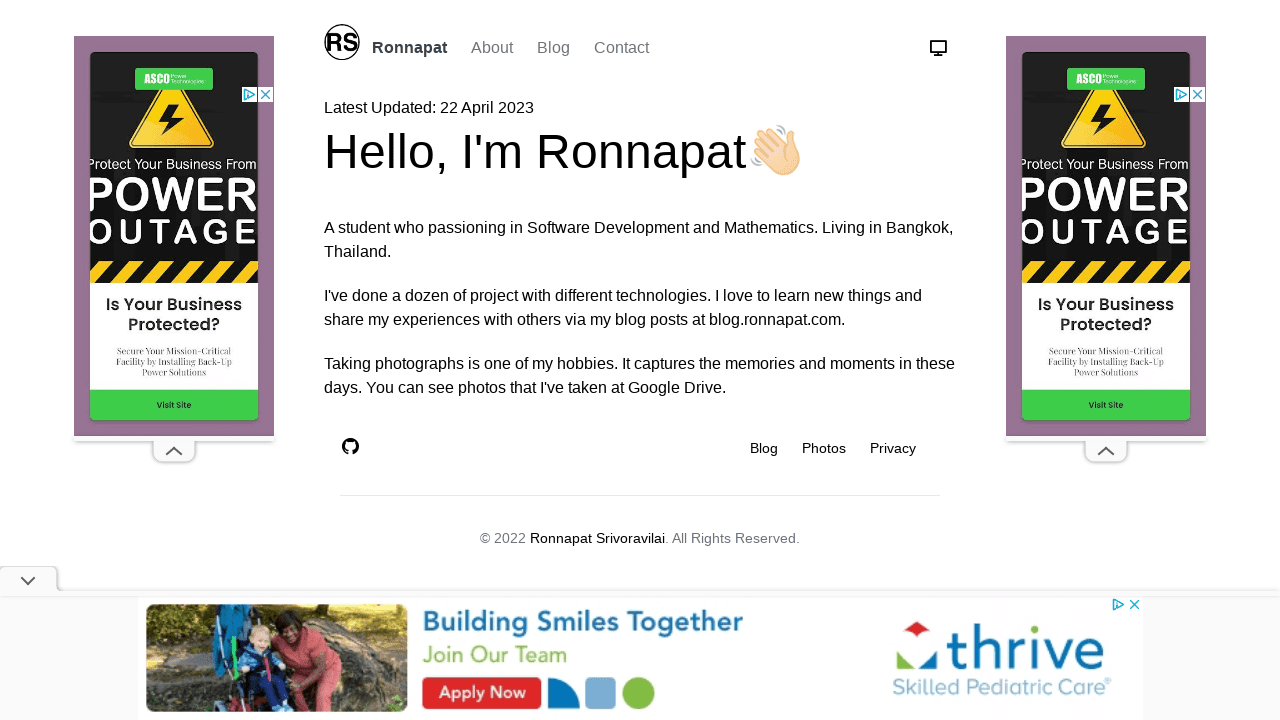 RS
Ronnapat
About
Blog
Contact
Latest Updated: 22 April 2023
Hello, I'm Ronnapat
A student who passioning in Software Development and Mathematics. Living in Bangkok,
Thailand.
I've done a dozen of project with different technologies. I love to learn new things and
share my experiences with others via my blog posts at blog.ronnapat.com.
Taking photographs is one of my hobbies. It captures the memories and moments in these
days. You can see photos that I've taken at Google Drive.
Blog
Photos
Privacy
© 2022 Ronnapat Srivoravilai. All Rights Reserved.
ASCO Power Technologies
Protect Your Business From
POWER
OUTAGE
Is Your Business
Protected?
Secure Your Mission-Critical
Facility by Installing Back-Up
Power Solutions
Visit Site
ASCO Power Technologies
Protect Your Business From
POWER
OUTAGE
Is Your Business
Protected?
Secure Your Mission-Critical
Facility by Installing Back-Up
Power Solutions
Visit Site
Building Smiles Together
Join Our Team
Apply Now
thrive
Skilled Pediatric Care®